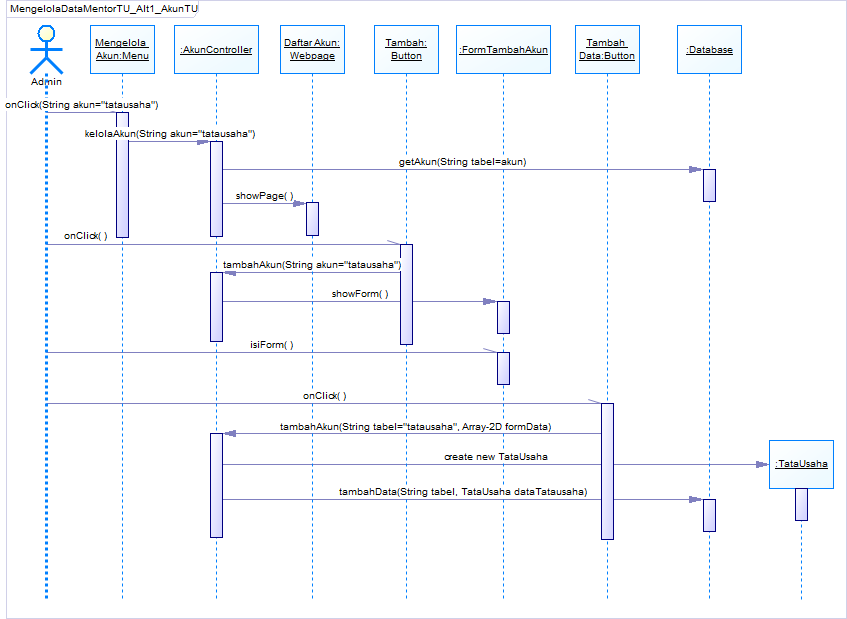 MengelolaDataMentorTU_Alt1_AkunTU
Admin
Mengelola
Akun:Menu
:AkunController
Daftar Akun:
Webpage
Tambah:
Button
:FormTambahAkun
Tambah
Data:Button
:Database
onClick(String akun="tatausaha")
kelolaAkun(String akun="tatausaha")
getAkun(String tabel=akun)
showPage( )
onClick( )
tambahAkun(String akun="tatausaha")
showForm( )
isiForm( )
onClick( )
tambahAkun(String tabel="tatausaha", Array-2D formData)
create new TataUsaha
:TataUsaha
tambahData(String tabel, TataUsaha dataTatausaha)